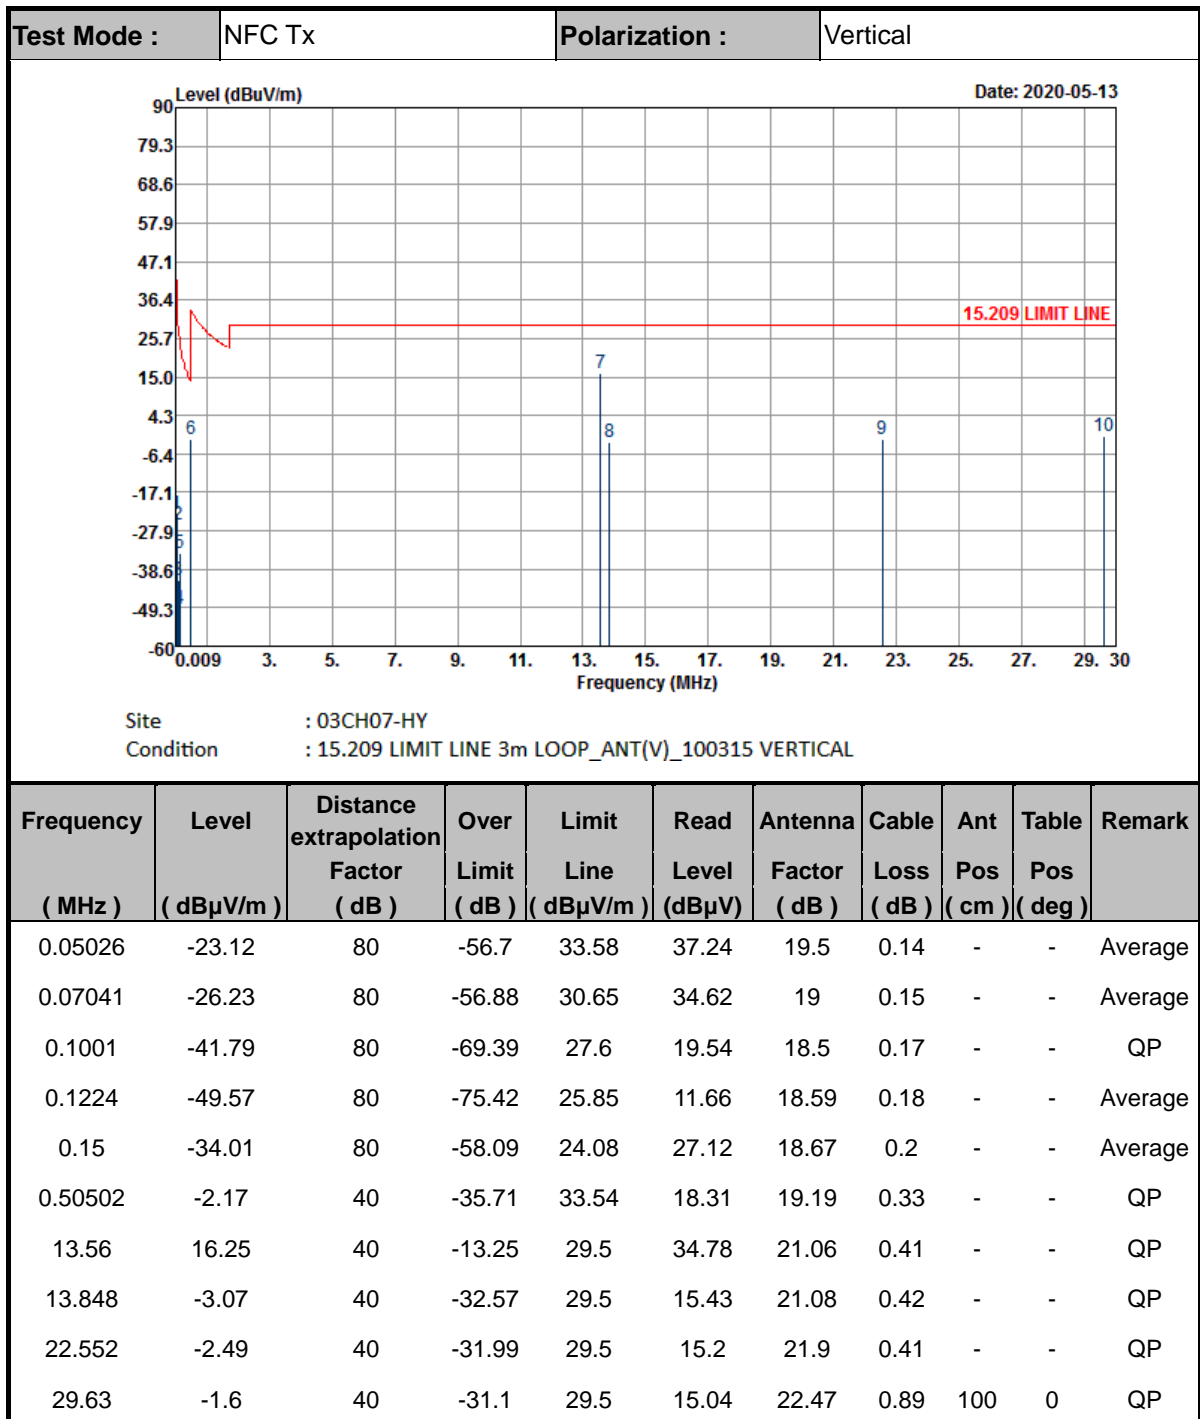 Test Mode : NFC Tx Polarization : Vertical
Level (dBuV/m) Date: 2020-05-13
90
79.3
68.6
57.9
47.1
36.4
25.7
15.0
4.3
-6.4
-17.1
-27.9
-38.6
-49.3
-60
15.209 LIMIT LINE
2
5
6
7
8
9
10
0.009 3. 5. 7. 9. 11. 13. 15. 17. 19. 21. 23. 25. 27. 29. 30
Frequency (MHz)
Site : 03CH07-HY
Condition : 15.209 LIMIT LINE 3m LOOP_ANT(V)_100315 VERTICAL
Frequency Level Distance extrapolation Over Limit Read Antenna Cable Ant Table Remark
Factor Limit Line Level Factor Loss Pos Pos
( MHz ) ( dBµV/m ) ( dB ) ( dB ) ( dBµV/m ) (dBµV) ( dB ) ( dB ) ( cm ) ( deg )
0.05026 -23.12 80 -56.7 33.58 37.24 19.5 0.14 - - Average
0.07041 -26.23 80 -56.88 30.65 34.62 19 0.15 - - Average
0.1001 -41.79 80 -69.39 27.6 19.54 18.5 0.17 - - QP
0.1224 -49.57 80 -75.42 25.85 11.66 18.59 0.18 - - Average
0.15 -34.01 80 -58.09 24.08 27.12 18.67 0.2 - - Average
0.50502 -2.17 40 -35.71 33.54 18.31 19.19 0.33 - - QP
13.56 16.25 40 -13.25 29.5 34.78 21.06 0.41 - - QP
13.848 -3.07 40 -32.57 29.5 15.43 21.08 0.42 - - QP
22.552 -2.49 40 -31.99 29.5 15.2 21.9 0.41 - - QP
29.63 -1.6 40 -31.1 29.5 15.04 22.47 0.89 100 0 QP